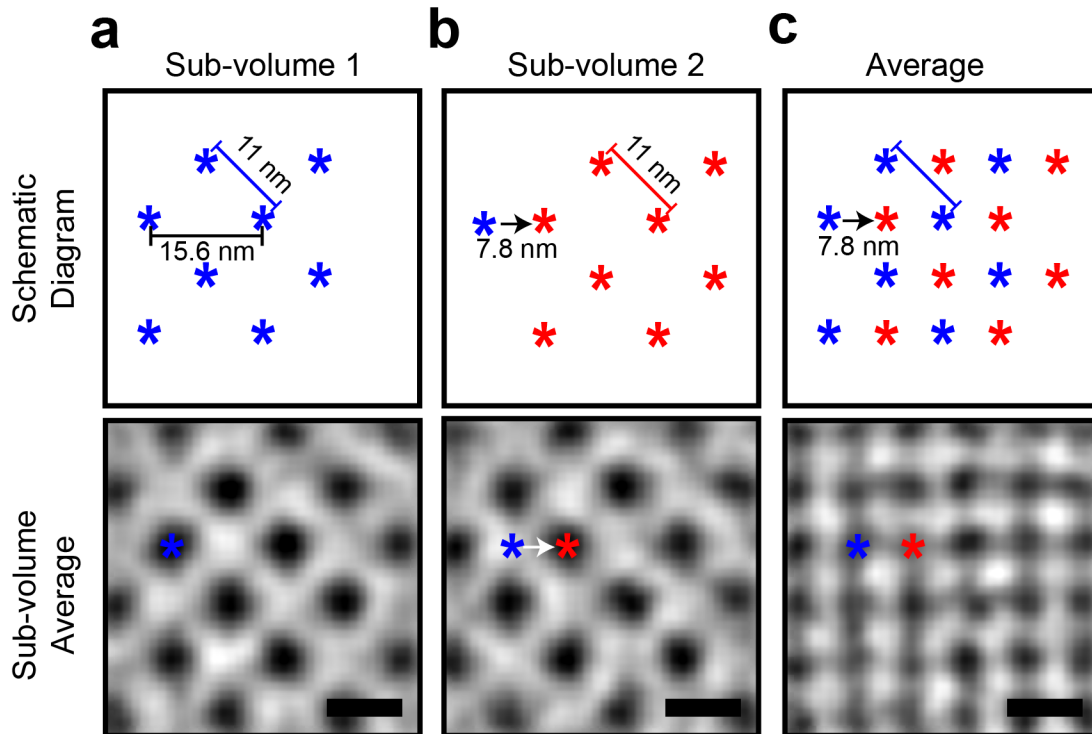 a
b
c
Sub-volume 1
Sub-volume 2
Average
Schematic
Diagram
11 nm
15.6 nm
11 nm
7.8 nm
7.8 nm
Sub-volume
Average